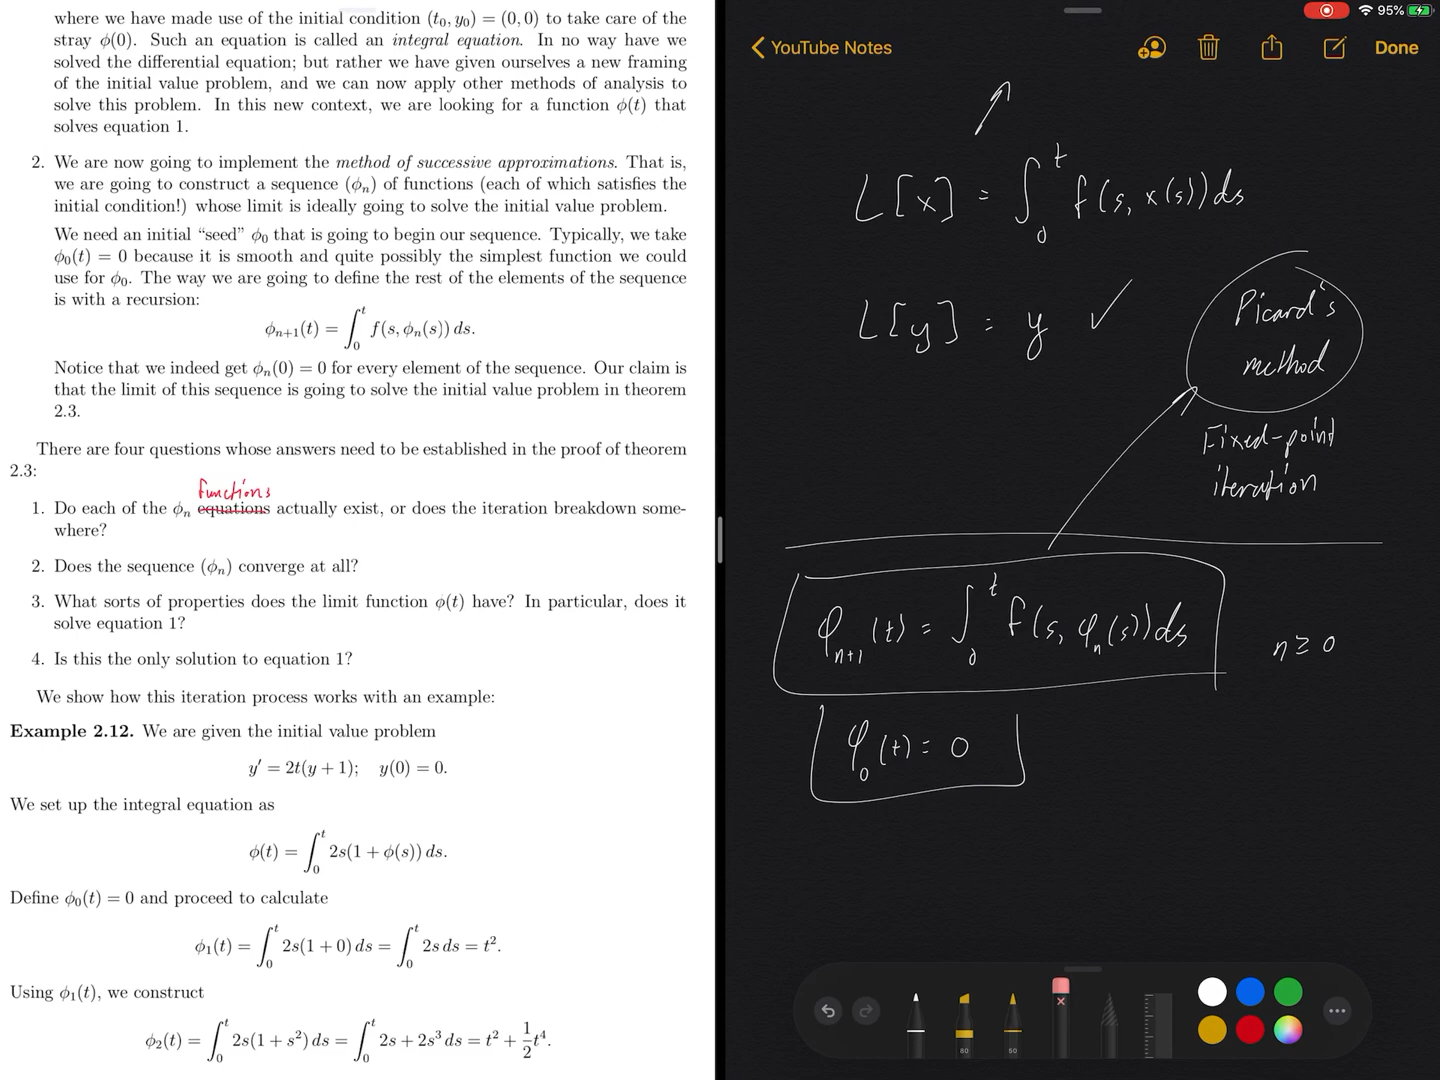 where we have made use of the initial condition (t₀, y₀) = (0, 0) to take care of the
stray ϕ(0). Such an equation is called an integral equation. In no way have we
solved the differential equation; but rather we have given ourselves a new framing
of the initial value problem, and we can now apply other methods of analysis to
solve this problem. In this new context, we are looking for a function ϕ(t) that
solves equation 1.
2. We are now going to implement the method of successive approximations. That is,
we are going to construct a sequence (ϕₙ) of functions (each of which satisfies the
initial condition!) whose limit is ideally going to solve the initial value problem.
We need an initial “seed” ϕ₀ that is going to begin our sequence. Typically, we take
ϕ₀(t) = 0 because it is smooth and quite possibly the simplest function we could
use for ϕ₀. The way we are going to define the rest of the elements of the sequence
is with a recursion:
ϕₙ₊₁(t) = ∫₀ᵗ f(s, ϕₙ(s)) ds.
Notice that we indeed get ϕₙ(0) = 0 for every element of the sequence. Our claim is
that the limit of this sequence is going to solve the initial value problem in theorem
2.3.
There are four questions whose answers need to be established in the proof of theorem
2.3:
functions
1. Do each of the ϕₙ equations actually exist, or does the iteration breakdown some-
where?
2. Does the sequence (ϕₙ) converge at all?
3. What sorts of properties does the limit function ϕ(t) have? In particular, does it
solve equation 1?
4. Is this the only solution to equation 1?
We show how this iteration process works with an example:
Example 2.12. We are given the initial value problem
y′ = 2t(y + 1); y(0) = 0.
We set up the integral equation as
ϕ(t) = ∫₀ᵗ 2s(1 + ϕ(s)) ds.
Define ϕ₀(t) = 0 and proceed to calculate
ϕ₁(t) = ∫₀ᵗ 2s(1 + 0) ds = ∫₀ᵗ 2s ds = t².
Using ϕ₁(t), we construct
ϕ₂(t) = ∫₀ᵗ 2s(1 + s²) ds = ∫₀ᵗ 2s + 2s³ ds = t² + 1/2 t⁴.
95%
YouTube Notes
Done
L[x] = ∫₀ᵗ f(s, x(s)) ds
L[y] = y ✓
Picard's
method
Fixed-point
iteration
φₙ₊₁(t) = ∫₀ᵗ f(s, φₙ(s)) ds
n ≥ 0
φ₀(t) = 0
80
50